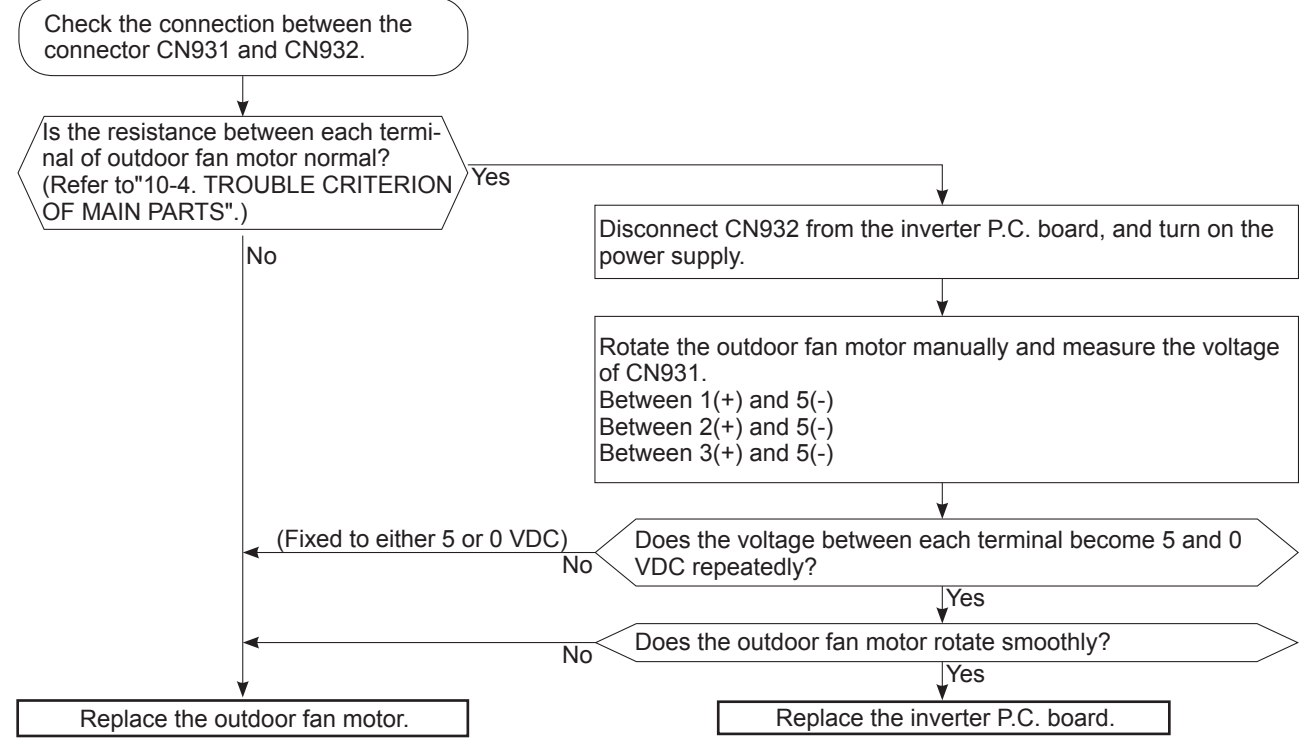 Check the connection between the
connector CN931 and CN932.
Is the resistance between each termi-
nal of outdoor fan motor normal?
(Refer to"10-4. TROUBLE CRITERION
OF MAIN PARTS".)
Yes
No
Disconnect CN932 from the inverter P.C. board, and turn on the
power supply.
Rotate the outdoor fan motor manually and measure the voltage
of CN931.
Between 1(+) and 5(-)
Between 2(+) and 5(-)
Between 3(+) and 5(-)
(Fixed to either 5 or 0 VDC)
No
Does the voltage between each terminal become 5 and 0
VDC repeatedly?
Yes
Does the outdoor fan motor rotate smoothly?
No
Yes
Replace the outdoor fan motor.
Replace the inverter P.C. board.